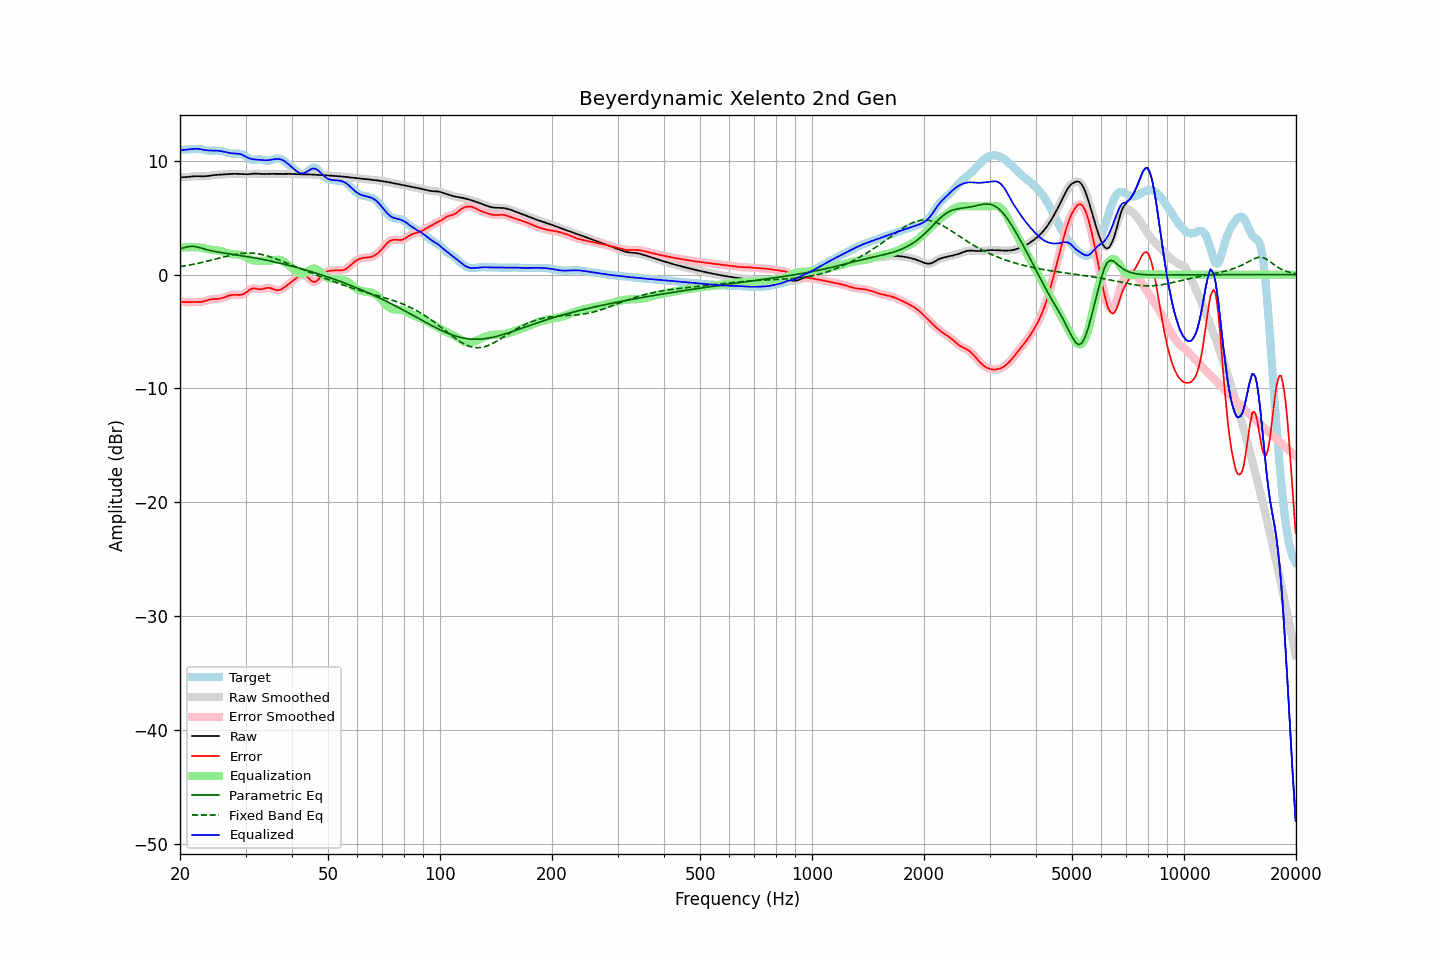 Beyerdynamic Xelento 2nd Gen
Amplitude (dBr)
10
0
−10
−20
−30
−40
−50
Target
Raw Smoothed
Error Smoothed
Raw
Error
Equalization
Parametric Eq
Fixed Band Eq
Equalized
20 50 100 200 500 1000 2000 5000 10000 20000
Frequency (Hz)